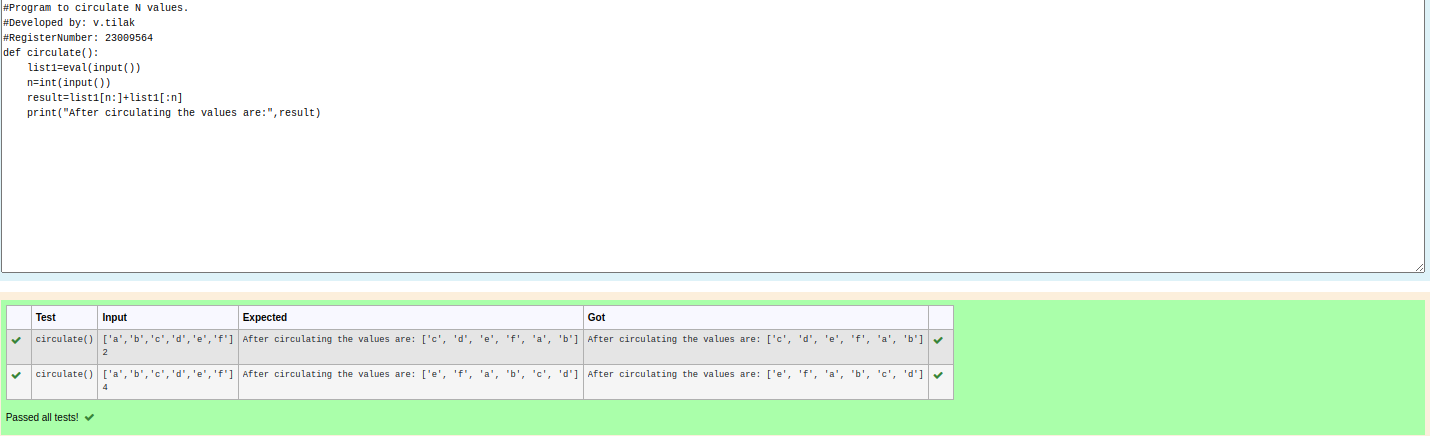 #Program to circulate N values.
#Developed by: v.tilak
#RegisterNumber: 23009564
def circulate():
    list1=eval(input())
    n=int(input())
    result=list1[n:]+list1[:n]
    print("After circulating the values are:",result)
Test Input Expected Got
circulate() ['a','b','c','d','e','f'] After circulating the values are: ['c', 'd', 'e', 'f', 'a', 'b'] After circulating the values are: ['c', 'd', 'e', 'f', 'a', 'b']
2
circulate() ['a','b','c','d','e','f'] After circulating the values are: ['e', 'f', 'a', 'b', 'c', 'd'] After circulating the values are: ['e', 'f', 'a', 'b', 'c', 'd']
4
Passed all tests!